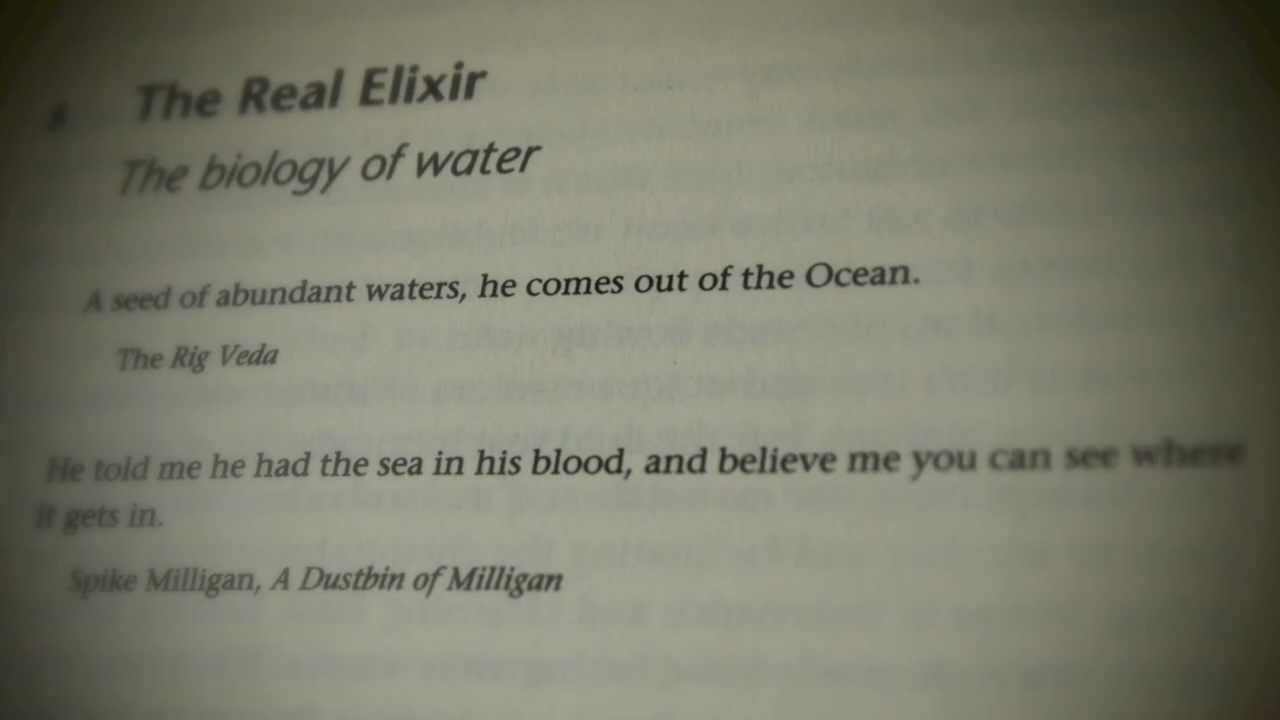 The Real Elixir
The biology of water
A seed of abundant waters, he comes out of the Ocean.
The Rig Veda
He told me he had the sea in his blood, and believe me you can see where
it gets in.
Spike Milligan, A Dustbin of Milligan